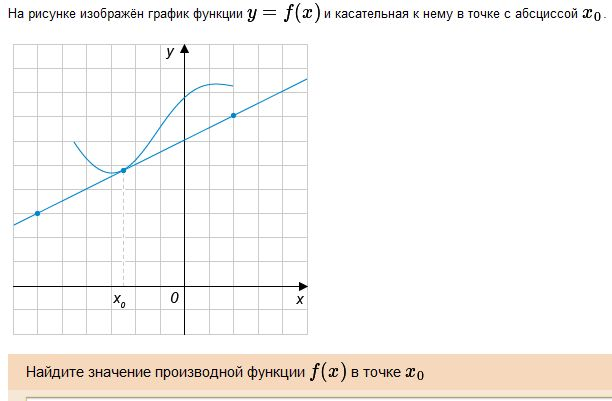 На рисунке изображён график функции y = f(x) и касательная к нему в точке с абсциссой x₀.
y
x₀
0
x
Найдите значение производной функции f(x) в точке x₀